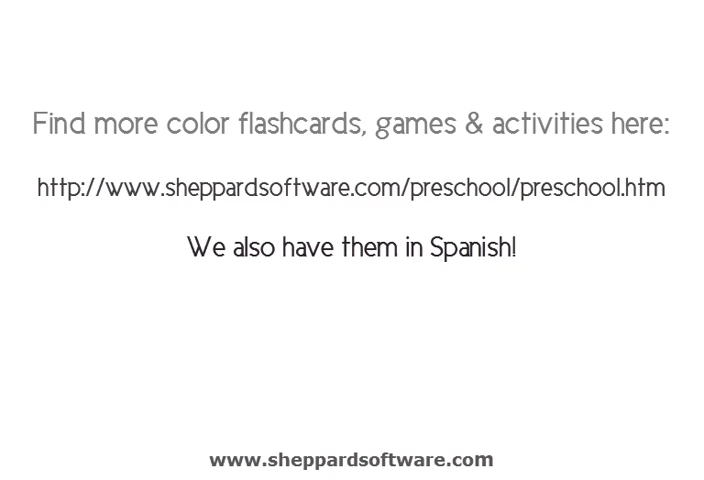 Find more color flashcards, games & activities here:
http://www.sheppardsoftware.com/preschool/preschool.htm
We also have them in Spanish!
www.sheppardsoftware.com